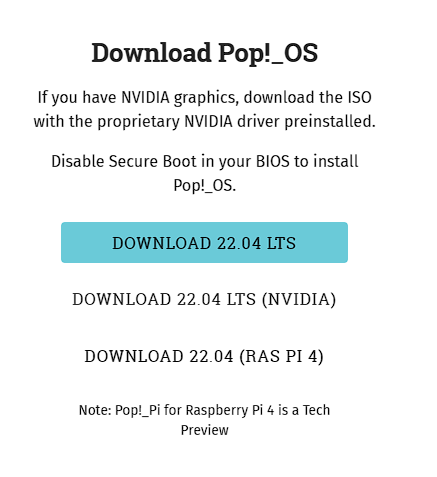 Download Pop!_OS
If you have NVIDIA graphics, download the ISO
with the proprietary NVIDIA driver preinstalled.
Disable Secure Boot in your BIOS to install
Pop!_OS.
DOWNLOAD 22.04 LTS
DOWNLOAD 22.04 LTS (NVIDIA)
DOWNLOAD 22.04 (RAS PI 4)
Note: Pop!_Pi for Raspberry Pi 4 is a Tech
Preview